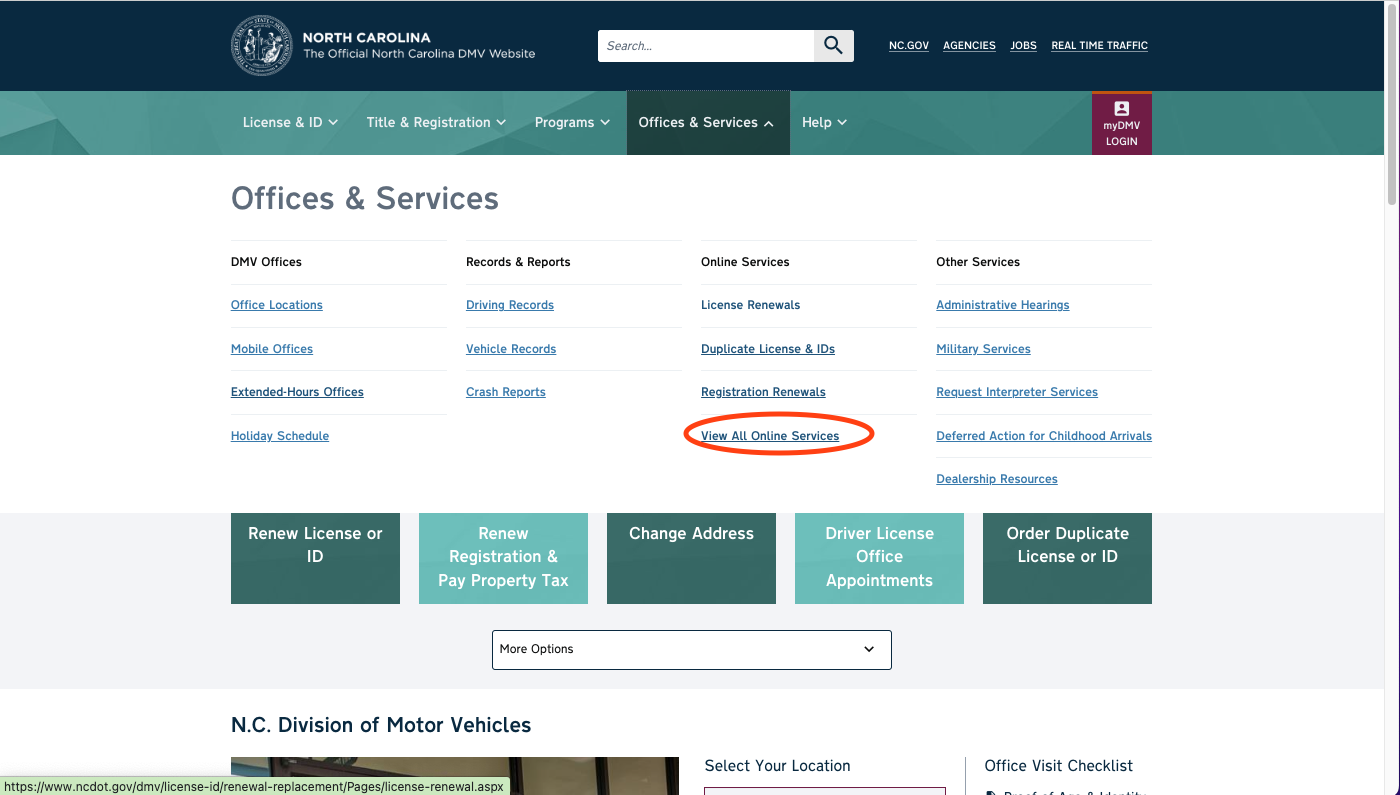 NORTH CAROLINA
The Official North Carolina DMV Website
Search...
NC.GOV AGENCIES JOBS REAL TIME TRAFFIC
License & ID Title & Registration Programs Offices & Services Help
myDMV
LOGIN
Offices & Services
DMV Offices
Office Locations
Mobile Offices
Extended-Hours Offices
Holiday Schedule
Records & Reports
Driving Records
Vehicle Records
Crash Reports
Online Services
License Renewals
Duplicate License & IDs
Registration Renewals
View All Online Services
Other Services
Administrative Hearings
Military Services
Request Interpreter Services
Deferred Action for Childhood Arrivals
Dealership Resources
Renew License or
ID
Renew
Registration &
Pay Property Tax
Change Address
Driver License
Office
Appointments
Order Duplicate
License or ID
More Options
N.C. Division of Motor Vehicles
Select Your Location
Office Visit Checklist
Proof of Age & Identity
https://www.ncdot.gov/dmv/license-id/renewal-replacement/Pages/license-renewal.aspx